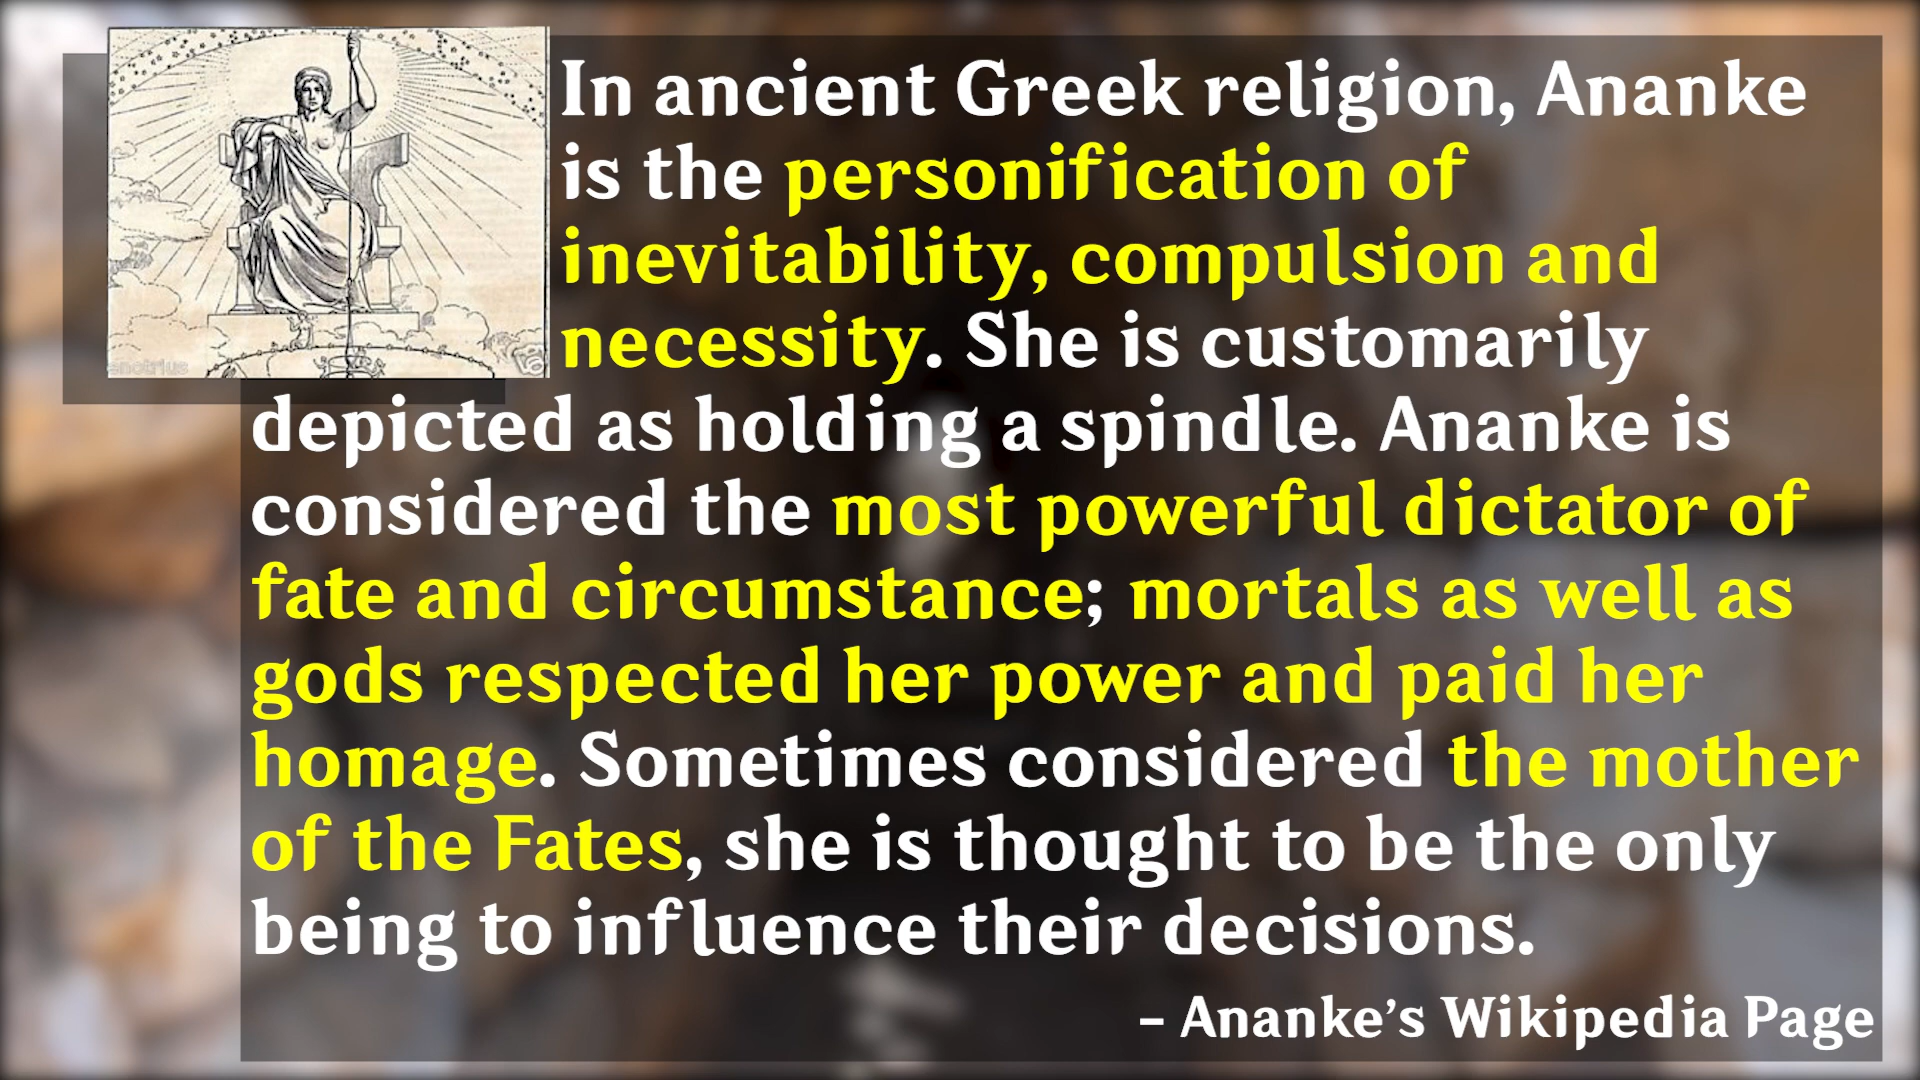 In ancient Greek religion, Ananke
is the personification of
inevitability, compulsion and
necessity. She is customarily
depicted as holding a spindle. Ananke is
considered the most powerful dictator of
fate and circumstance; mortals as well as
gods respected her power and paid her
homage. Sometimes considered the mother
of the Fates, she is thought to be the only
being to influence their decisions.
– Ananke's Wikipedia Page
enotrius